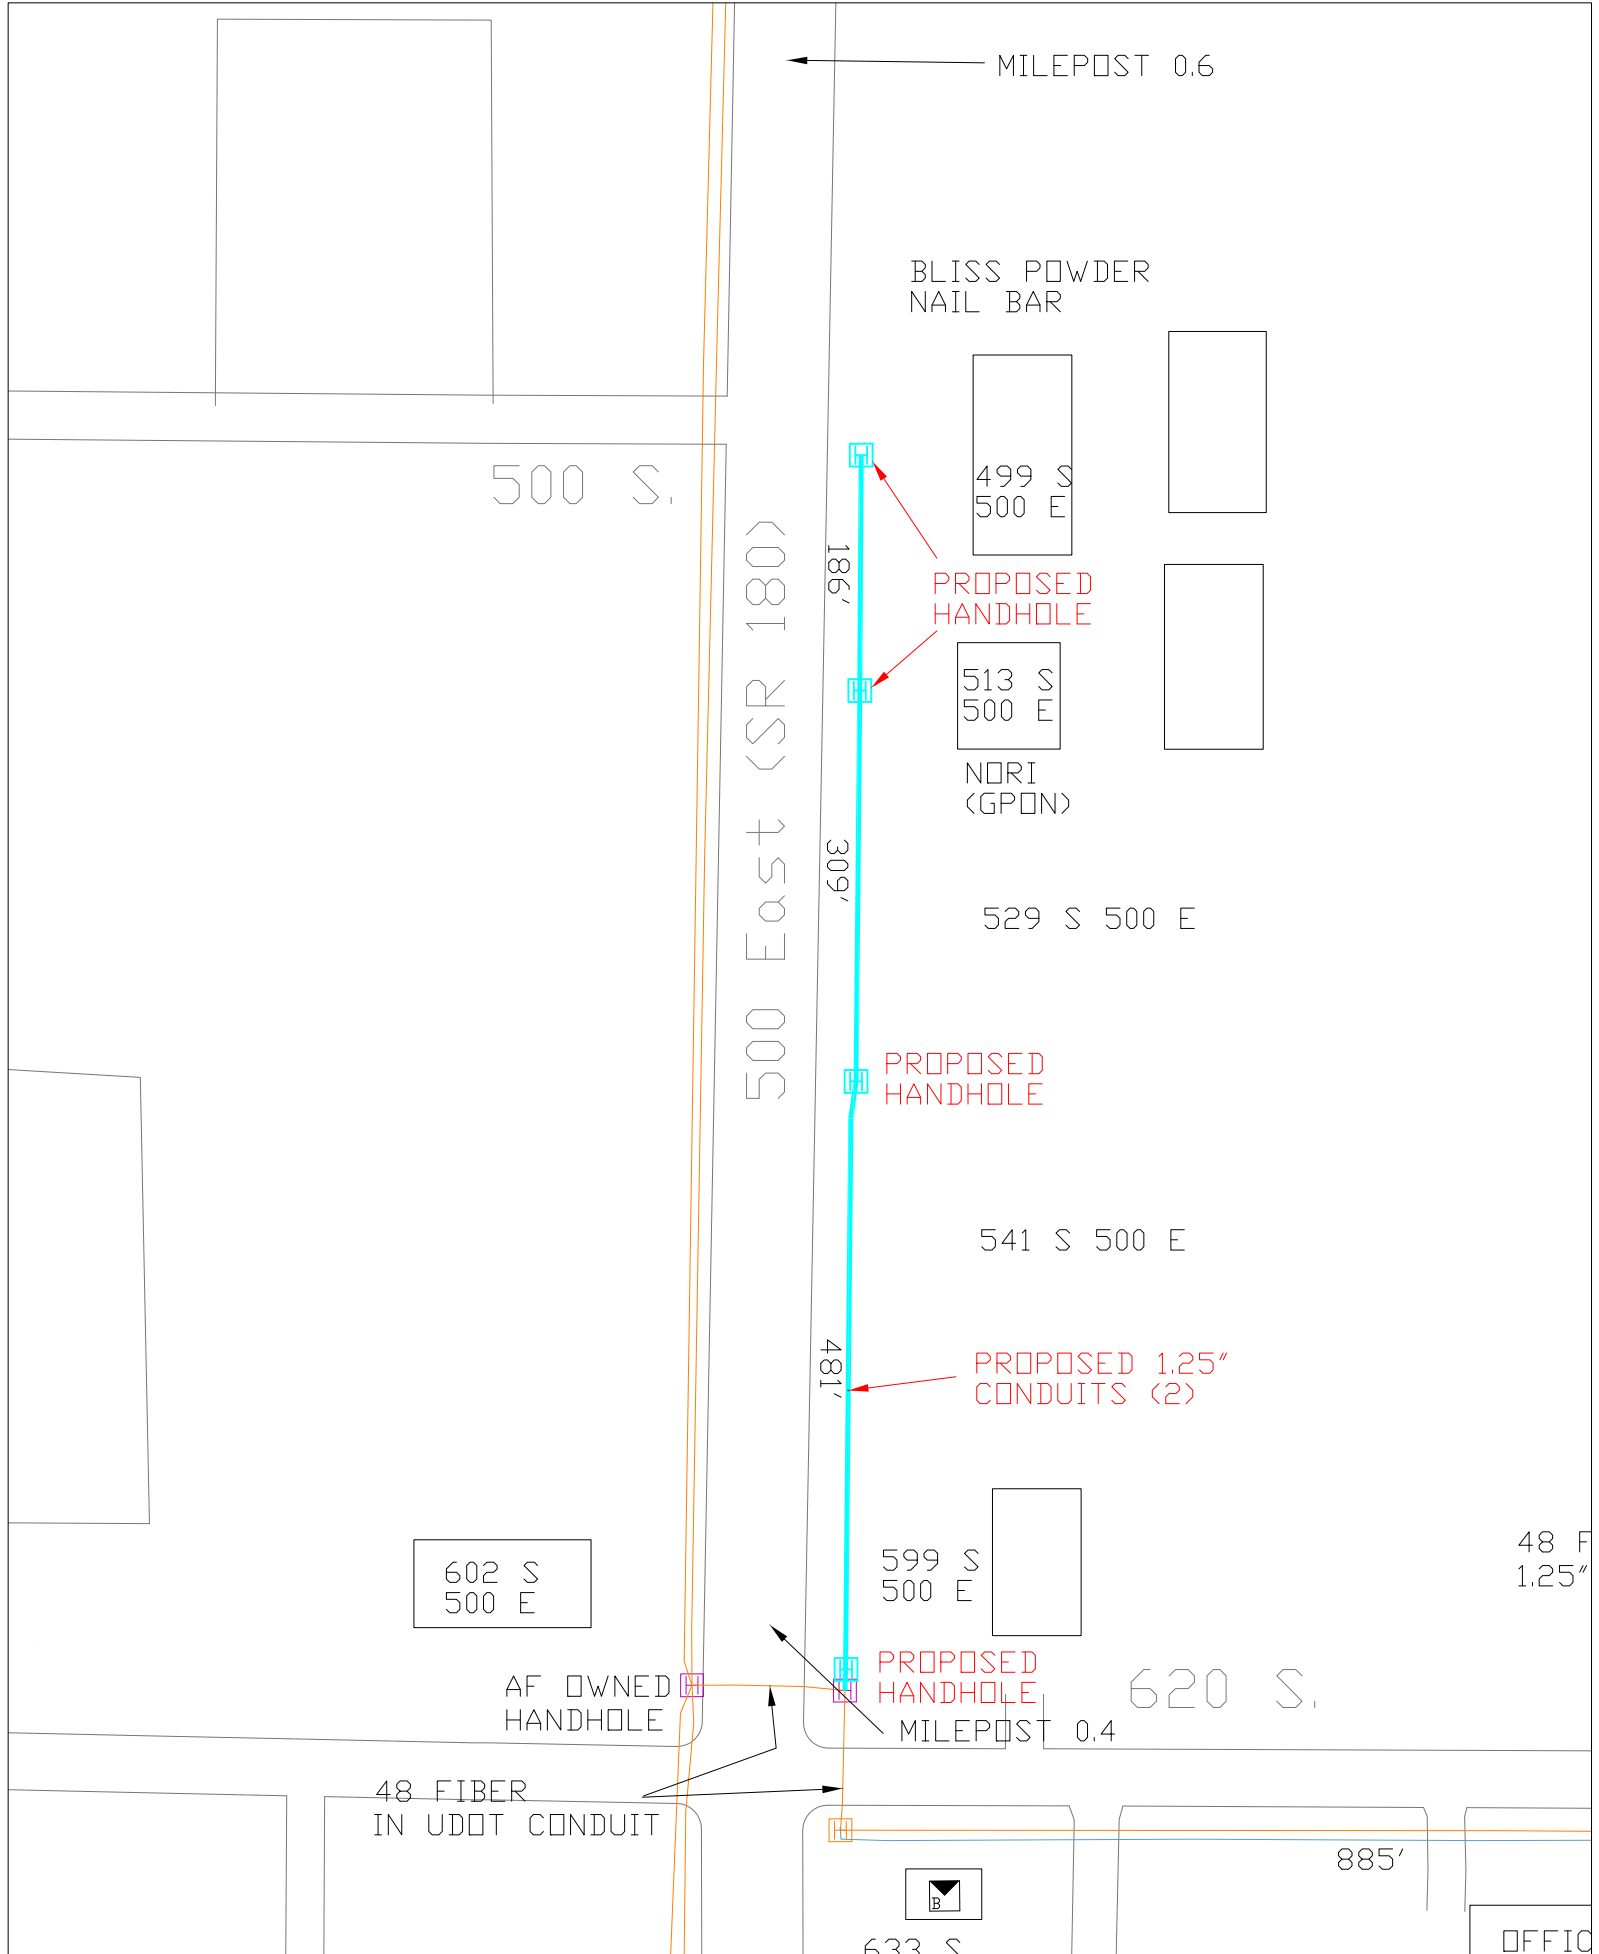 MILEPOST 0.6
BLISS POWDER
NAIL BAR
500 S.
499 S
500 E
186'
PROPOSED
HANDHOLE
500 East (SR 180)
513 S
500 E
NORI
(GPON)
309'
529 S 500 E
PROPOSED
HANDHOLE
541 S 500 E
481'
PROPOSED 1.25"
CONDUITS (2)
48 F
1.25"
602 S
500 E
599 S
500 E
AF OWNED
HANDHOLE
PROPOSED
HANDHOLE
620 S.
MILEPOST 0.4
48 FIBER
IN UDOT CONDUIT
885'
B
633 S
OFFIC